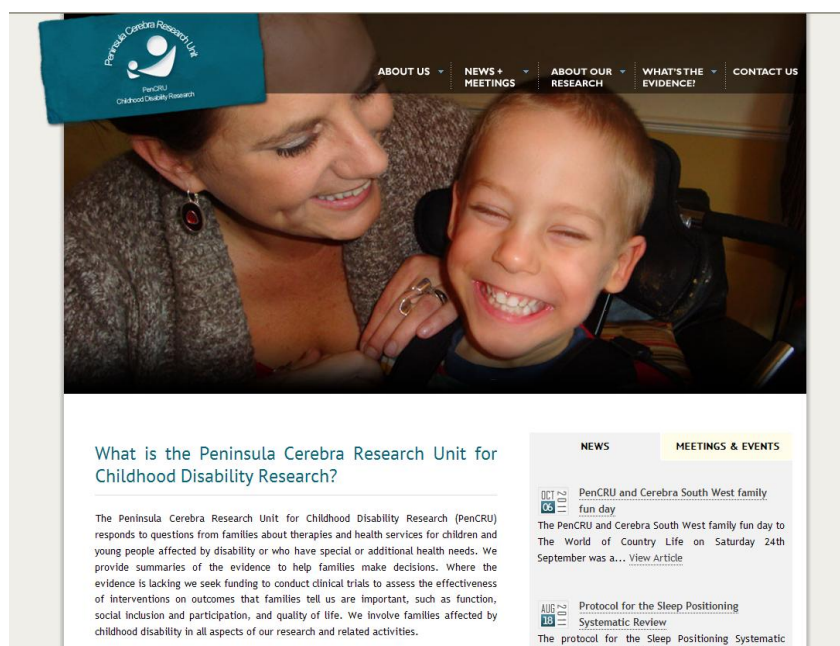 Peninsula Cerebra Research Unit
PenCRU
Childhood Disability Research
ABOUT US
NEWS +
MEETINGS
ABOUT OUR
RESEARCH
WHAT'S THE
EVIDENCE?
CONTACT US
What is the Peninsula Cerebra Research Unit for
Childhood Disability Research?
The Peninsula Cerebra Research Unit for Childhood Disability Research (PenCRU)
responds to questions from families about therapies and health services for children and
young people affected by disability or who have special or additional health needs. We
provide summaries of the evidence to help families make decisions. Where the
evidence is lacking we seek funding to conduct clinical trials to assess the effectiveness
of interventions on outcomes that families tell us are important, such as function,
social inclusion and participation, and quality of life. We involve families affected by
childhood disability in all aspects of our research and related activities.
NEWS
MEETINGS & EVENTS
OCT
06
PenCRU and Cerebra South West family
fun day
The PenCRU and Cerebra South West family fun day to
The World of Country Life on Saturday 24th
September was a... View Article
AUG
18
Protocol for the Sleep Positioning
Systematic Review
The protocol for the Sleep Positioning Systematic